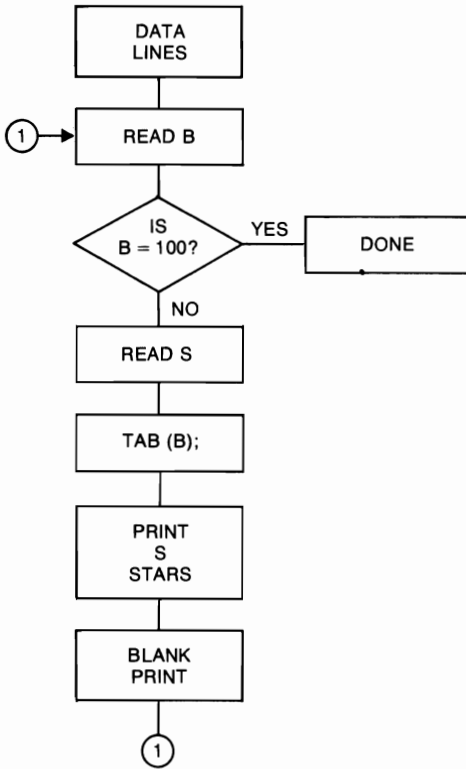 DATA
LINES
1
READ B
IS
B = 100?
YES
DONE
NO
READ S
TAB (B);
PRINT
S
STARS
BLANK
PRINT
1